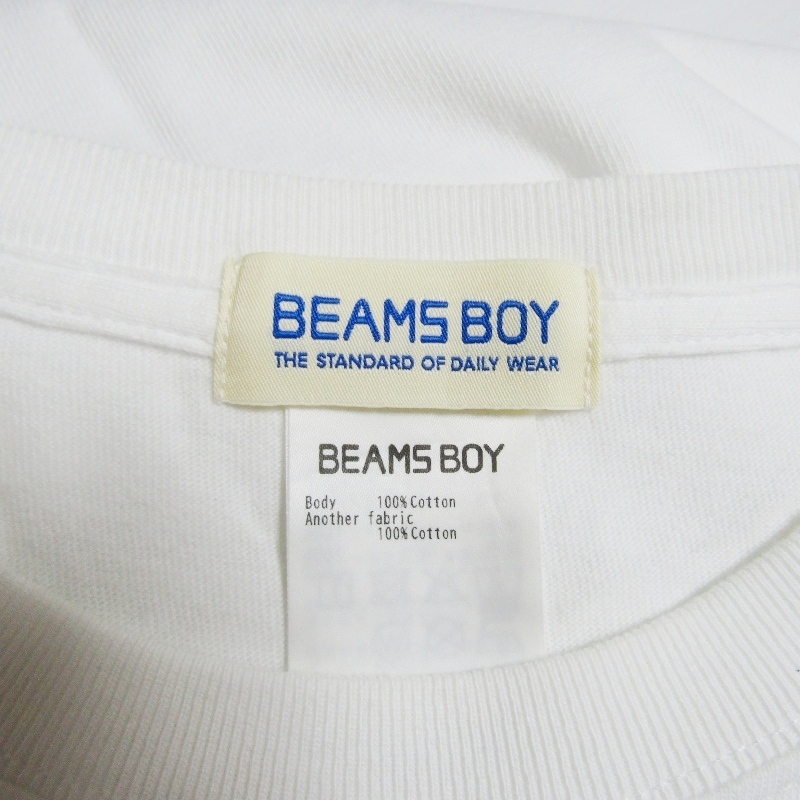 BEAMS BOY
THE STANDARD OF DAILY WEAR
BEAMS BOY
Body 100%Cotton
Another fabric
100%Cotton